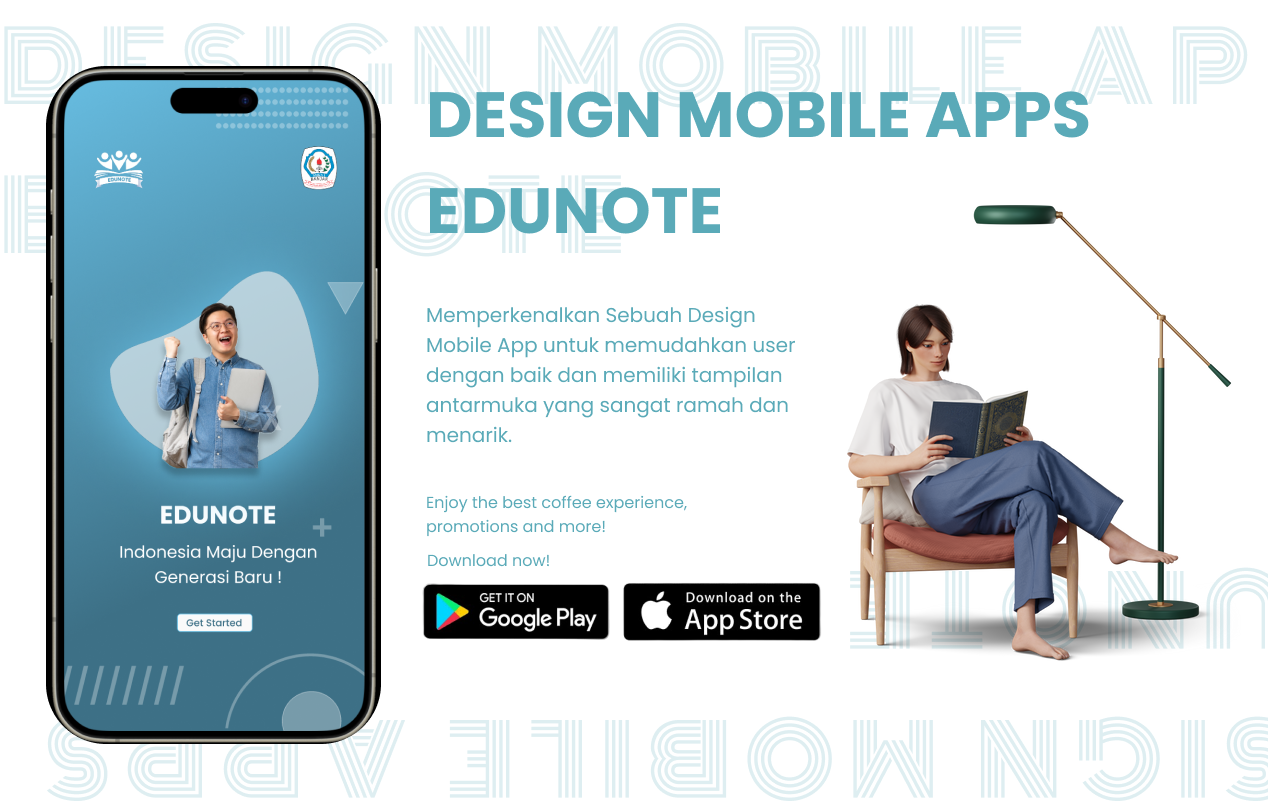 DESIGN MOBILE AP
DESIGN MOBILE APPS
EDUNOTE
EDUNOTE
EDUNOTE
Memperkenalkan Sebuah Design
Mobile App untuk memudahkan user
dengan baik dan memiliki tampilan
antarmuka yang sangat ramah dan
menarik.
Enjoy the best coffee experience,
promotions and more!
Download now!
GET IT ON
Google Play
Download on the
App Store
EDUNOTE
Indonesia Maju Dengan
Generasi Baru !
Get Started
UNOTE
SIGN MOBILE APPS